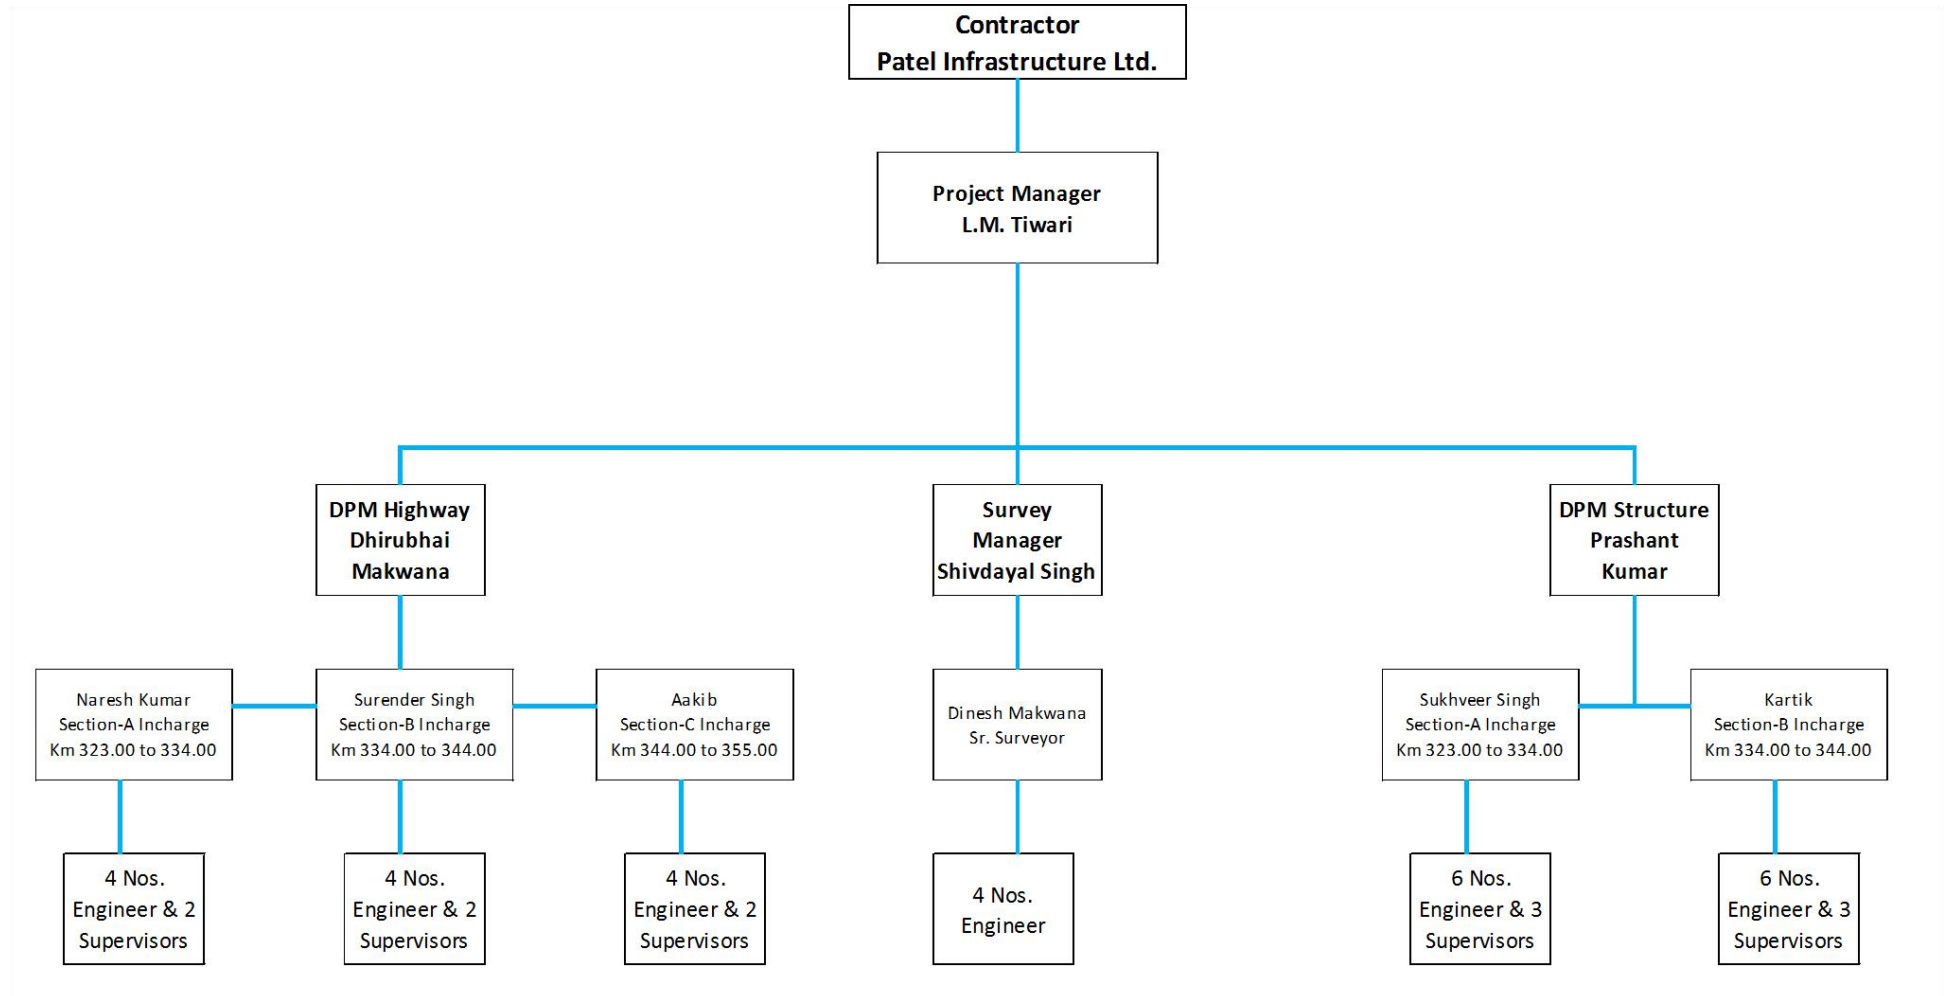 Contractor
Patel Infrastructure Ltd.
Project Manager
L.M. Tiwari
DPM Highway
Dhirubhai
Makwana
Survey
Manager
Shivdayal Singh
DPM Structure
Prashant
Kumar
Naresh Kumar
Section-A Incharge
Km 323.00 to 334.00
Surender Singh
Section-B Incharge
Km 334.00 to 344.00
Aakib
Section-C Incharge
Km 344.00 to 355.00
Dinesh Makwana
Sr. Surveyor
Sukhveer Singh
Section-A Incharge
Km 323.00 to 334.00
Kartik
Section-B Incharge
Km 334.00 to 344.00
4 Nos.
Engineer & 2
Supervisors
4 Nos.
Engineer & 2
Supervisors
4 Nos.
Engineer & 2
Supervisors
4 Nos.
Engineer
6 Nos.
Engineer & 3
Supervisors
6 Nos.
Engineer & 3
Supervisors